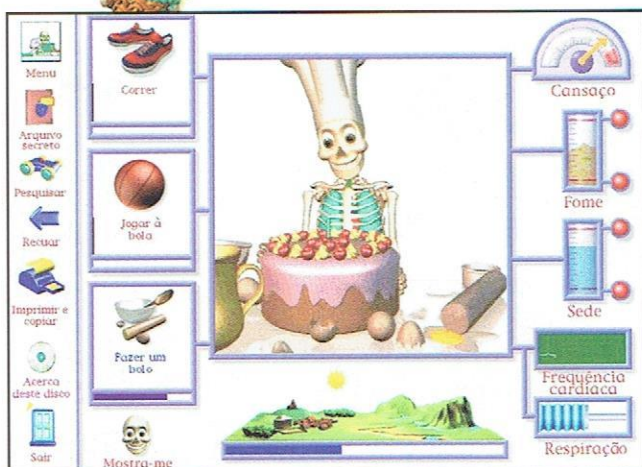 Menu
Arquivo
secreto
Pesquisar
Recuar
Imprimir e
copiar
Acerca
deste disco
Sair
Correr
Jogar à
bola
Fazer um
bolo
Mostra-me
Cansaço
Fome
Sede
Frequência
cardíaca
Respiração